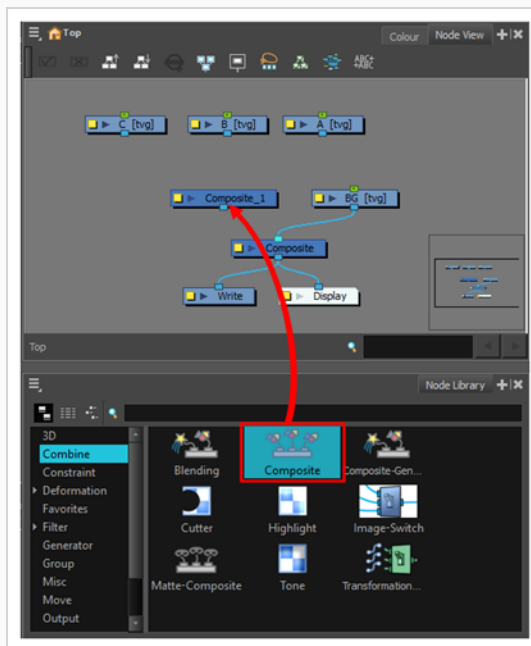 Top
Colour
Node View
ABC+
+ABC
C [tvg]
B [tvg]
A [tvg]
Composite_1
BG [tvg]
Composite
Write
Display
Top
Node Library
3D
Combine
Constraint
Deformation
Favorites
Filter
Generator
Group
Misc
Move
Output
Blending
Composite
Composite-Gen...
Cutter
Highlight
Image-Switch
Matte-Composite
Tone
Transformation...